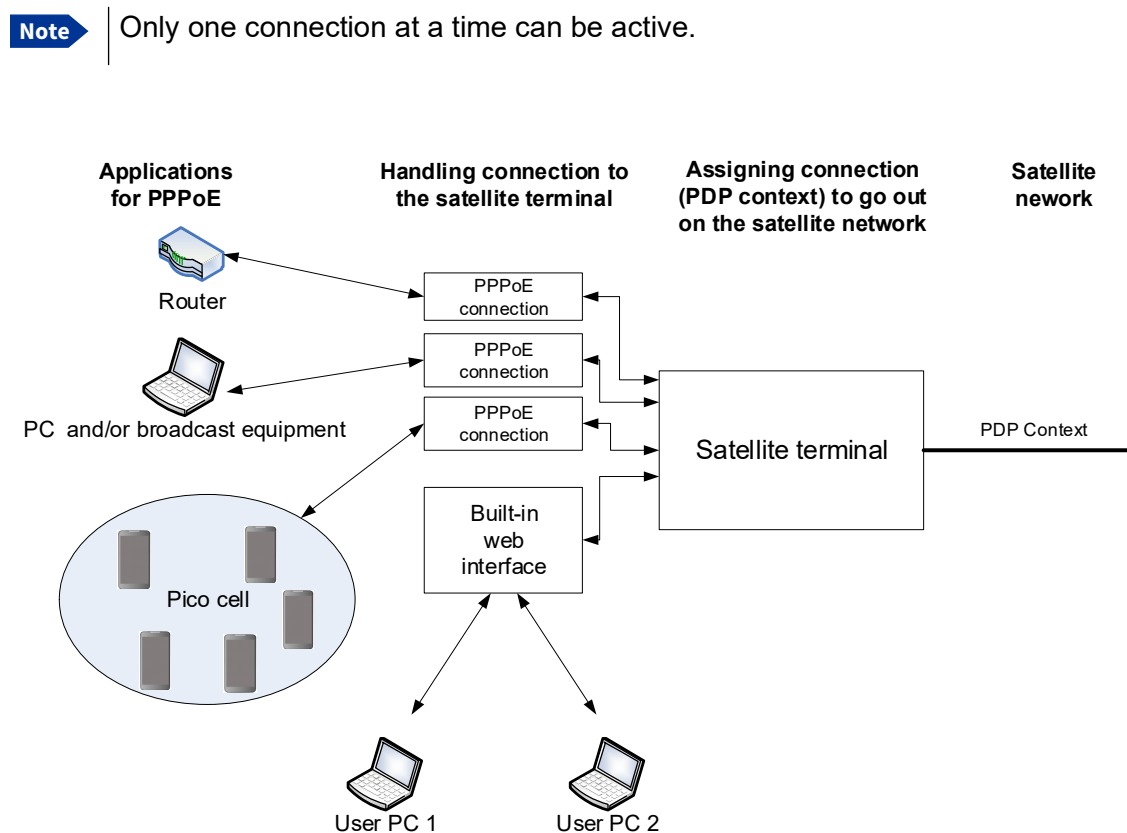 Note
Only one connection at a time can be active.
Applications
for PPPoE
Handling connection to
the satellite terminal
Assigning connection
(PDP context) to go out
on the satellite network
Satellite
nework
Router
PPPoE
connection
PPPoE
connection
PC and/or broadcast equipment
PPPoE
connection
Satellite terminal
PDP Context
Built-in
web
interface
Pico cell
User PC 1
User PC 2